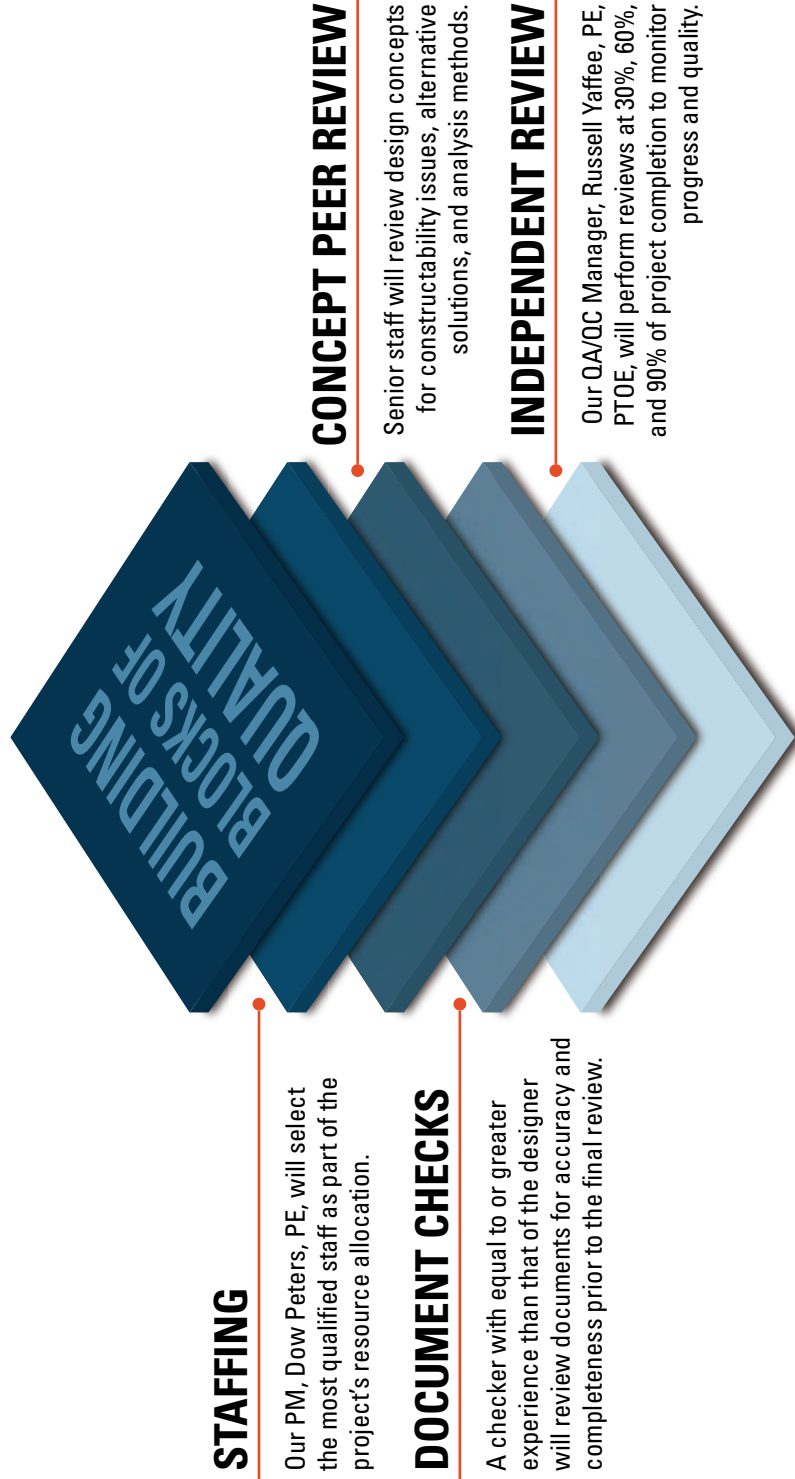 BUILDING
BLOCKS OF
QUALITY
STAFFING
Our PM, Dow Peters, PE, will select
the most qualified staff as part of the
project's resource allocation.
CONCEPT PEER REVIEW
Senior staff will review design concepts
for constructability issues, alternative
solutions, and analysis methods.
DOCUMENT CHECKS
A checker with equal to or greater
experience than that of the designer
will review documents for accuracy and
completeness prior to the final review.
INDEPENDENT REVIEW
Our QA/QC Manager, Russell Yaffee, PE,
PTOE, will perform reviews at 30%, 60%,
and 90% of project completion to monitor
progress and quality.